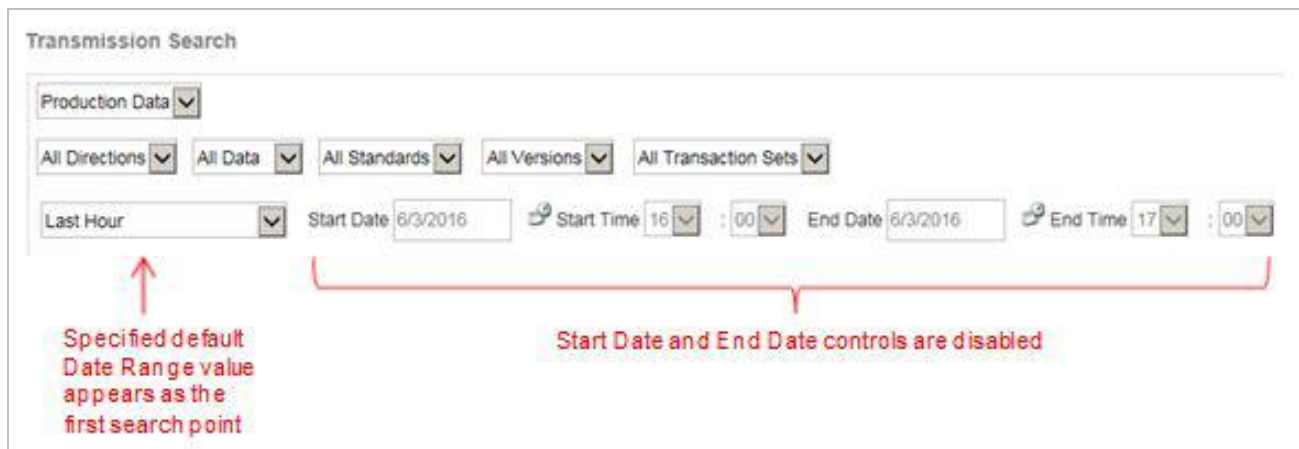 Transmission Search
Production Data
All Directions All Data All Standards All Versions All Transaction Sets
Last Hour Start Date 6/3/2016 Start Time 16 : 00 End Date 6/3/2016 End Time 17 : 00
Specified default
Date Range value
appears as the
first search point
Start Date and End Date controls are disabled